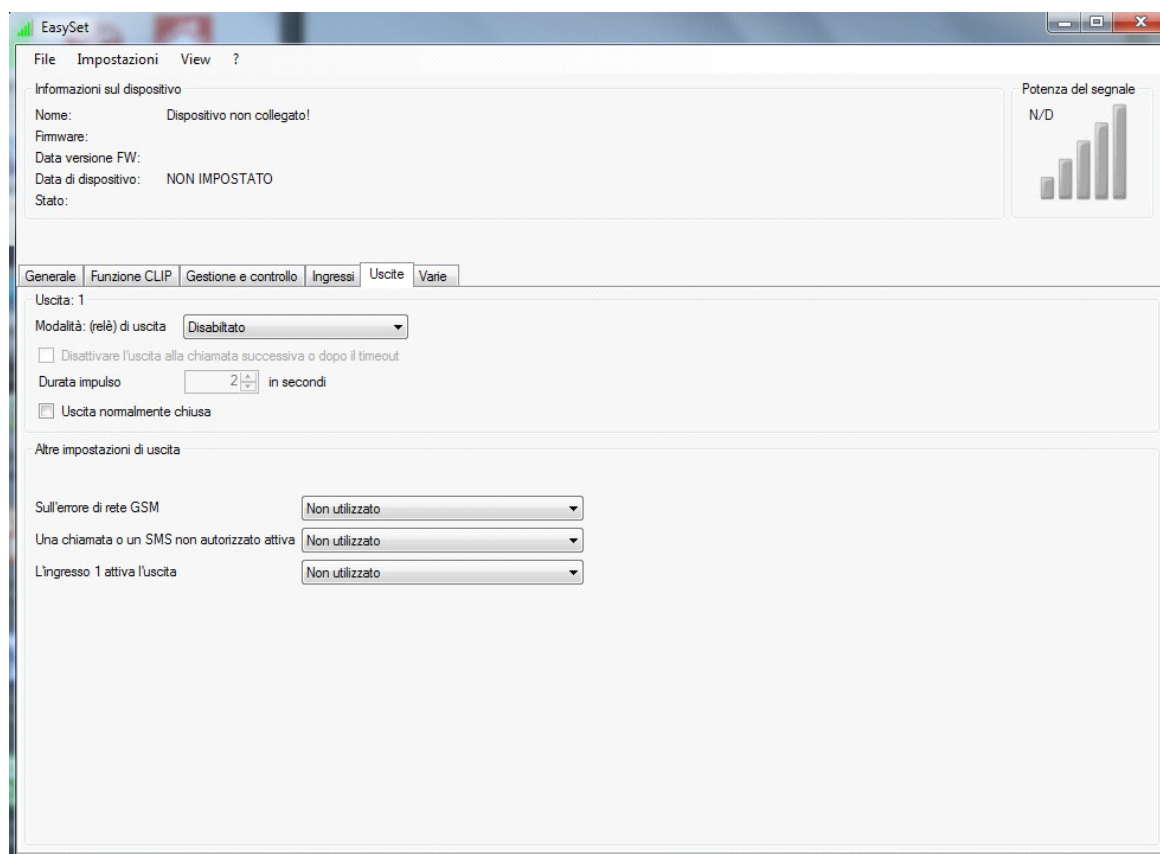 EasySet
File Impostazioni View ?
Informazioni sul dispositivo
Potenza del segnale
Nome: Dispositivo non collegato!
N/D
Firmware:
Data versione FW:
Data di dispositivo: NON IMPOSTATO
Stato:
Generale Funzione CLIP Gestione e controllo Ingressi Uscite Varie
Uscita: 1
Modalità: (relè) di uscita Disabiltato
Disattivare l'uscita alla chiamata successiva o dopo il timeout
Durata impulso 2 in secondi
Uscita normalmente chiusa
Altre impostazioni di uscita
Sull'errore di rete GSM Non utilizzato
Una chiamata o un SMS non autorizzato attiva Non utilizzato
L'ingresso 1 attiva l'uscita Non utilizzato